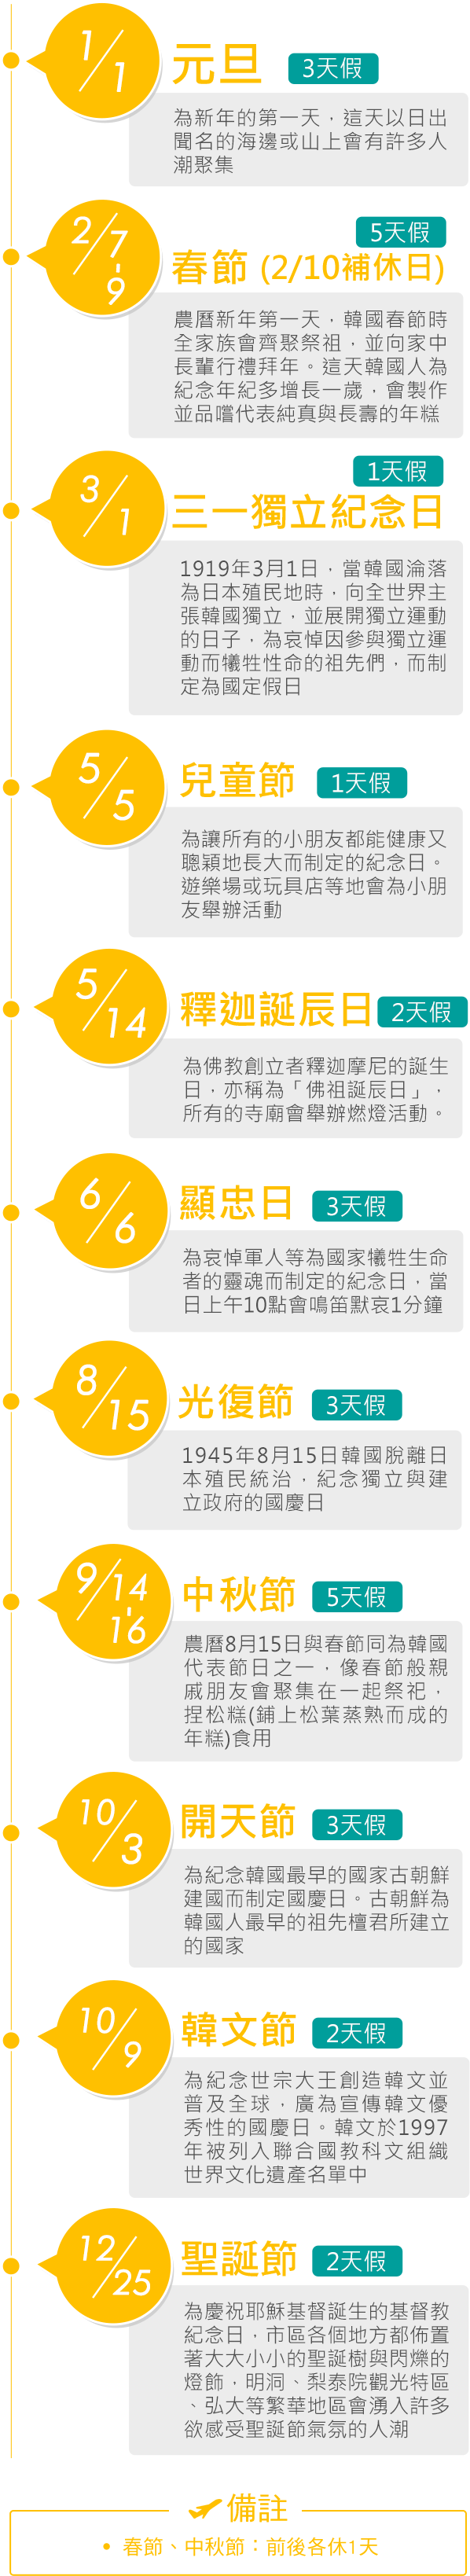 1/1
元旦 3天假
為新年的第一天，這天以日出
聞名的海邊或山上會有許多人
潮聚集
2/7-9
5天假
春節 (2/10補休日)
農曆新年第一天，韓國春節時
全家族會齊聚祭祖，並向家中
長輩行禮拜年。這天韓國人為
紀念年紀多增長一歲，會製作
並品嚐代表純真與長壽的年糕
3/1
1天假
三一獨立紀念日
1919年3月1日，當韓國淪落
為日本殖民地時，向全世界主
張韓國獨立，並展開獨立運動
的日子，為哀悼因參與獨立運
動而犧牲性命的祖先們，而制
定為國定假日
5/5
兒童節 1天假
為讓所有的小朋友都能健康又
聰穎地長大而制定的紀念日。
遊樂場或玩具店等地會為小朋
友舉辦活動
5/14
釋迦誕辰日 2天假
為佛教創立者釋迦摩尼的誕生
日，亦稱為「佛祖誕辰日」，
所有的寺廟會舉辦燃燈活動。
6/6
顯忠日 3天假
為哀悼軍人等為國家犧牲生命
者的靈魂而制定的紀念日，當
日上午10點會鳴笛默哀1分鐘
8/15
光復節 3天假
1945年8月15日韓國脫離日
本殖民統治，紀念獨立與建
立政府的國慶日
9/14-16
中秋節 5天假
農曆8月15日與春節同為韓國
代表節日之一，像春節般親
戚朋友會聚集在一起祭祀，
捏松糕(鋪上松葉蒸熟而成的
年糕)食用
10/3
開天節 3天假
為紀念韓國最早的國家古朝鮮
建國而制定國慶日。古朝鮮為
韓國人最早的祖先檀君所建立
的國家
10/9
韓文節 2天假
為紀念世宗大王創造韓文並
普及全球，廣為宣傳韓文優
秀性的國慶日。韓文於1997
年被列入聯合國教科文組織
世界文化遺產名單中
12/25
聖誕節 2天假
為慶祝耶穌基督誕生的基督教
紀念日，市區各個地方都佈置
著大大小小的聖誕樹與閃爍的
燈飾，明洞、梨泰院觀光特區
、弘大等繁華地區會湧入許多
欲感受聖誕節氣氛的人潮
備註
• 春節、中秋節：前後各休1天